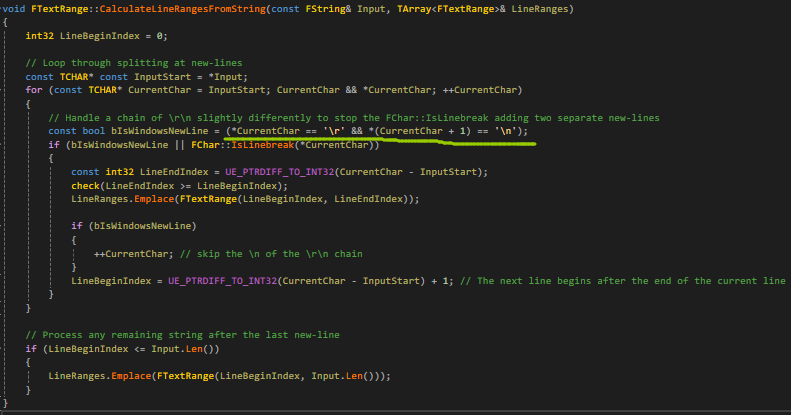 void FTextRange::CalculateLineRangesFromString(const FString& Input, TArray<FTextRange>& LineRanges)
{
int32 LineBeginIndex = 0;
// Loop through splitting at new-lines
const TCHAR* const InputStart = *Input;
for (const TCHAR* CurrentChar = InputStart; CurrentChar && *CurrentChar; ++CurrentChar)
{
// Handle a chain of \r\n slightly differently to stop the FChar::IsLinebreak adding two separate new-lines
const bool bIsWindowsNewLine = (*CurrentChar == '\r' && *(CurrentChar + 1) == '\n');
if (bIsWindowsNewLine || FChar::IsLinebreak(*CurrentChar))
{
const int32 LineEndIndex = UE_PTRDIFF_TO_INT32(CurrentChar - InputStart);
check(LineEndIndex >= LineBeginIndex);
LineRanges.Emplace(FTextRange(LineBeginIndex, LineEndIndex));
if (bIsWindowsNewLine)
{
++CurrentChar; // skip the \n of the \r\n chain
}
LineBeginIndex = UE_PTRDIFF_TO_INT32(CurrentChar - InputStart) + 1; // The next line begins after the end of the current line
}
}
// Process any remaining string after the last new-line
if (LineBeginIndex <= Input.Len())
{
LineRanges.Emplace(FTextRange(LineBeginIndex, Input.Len()));
}
}